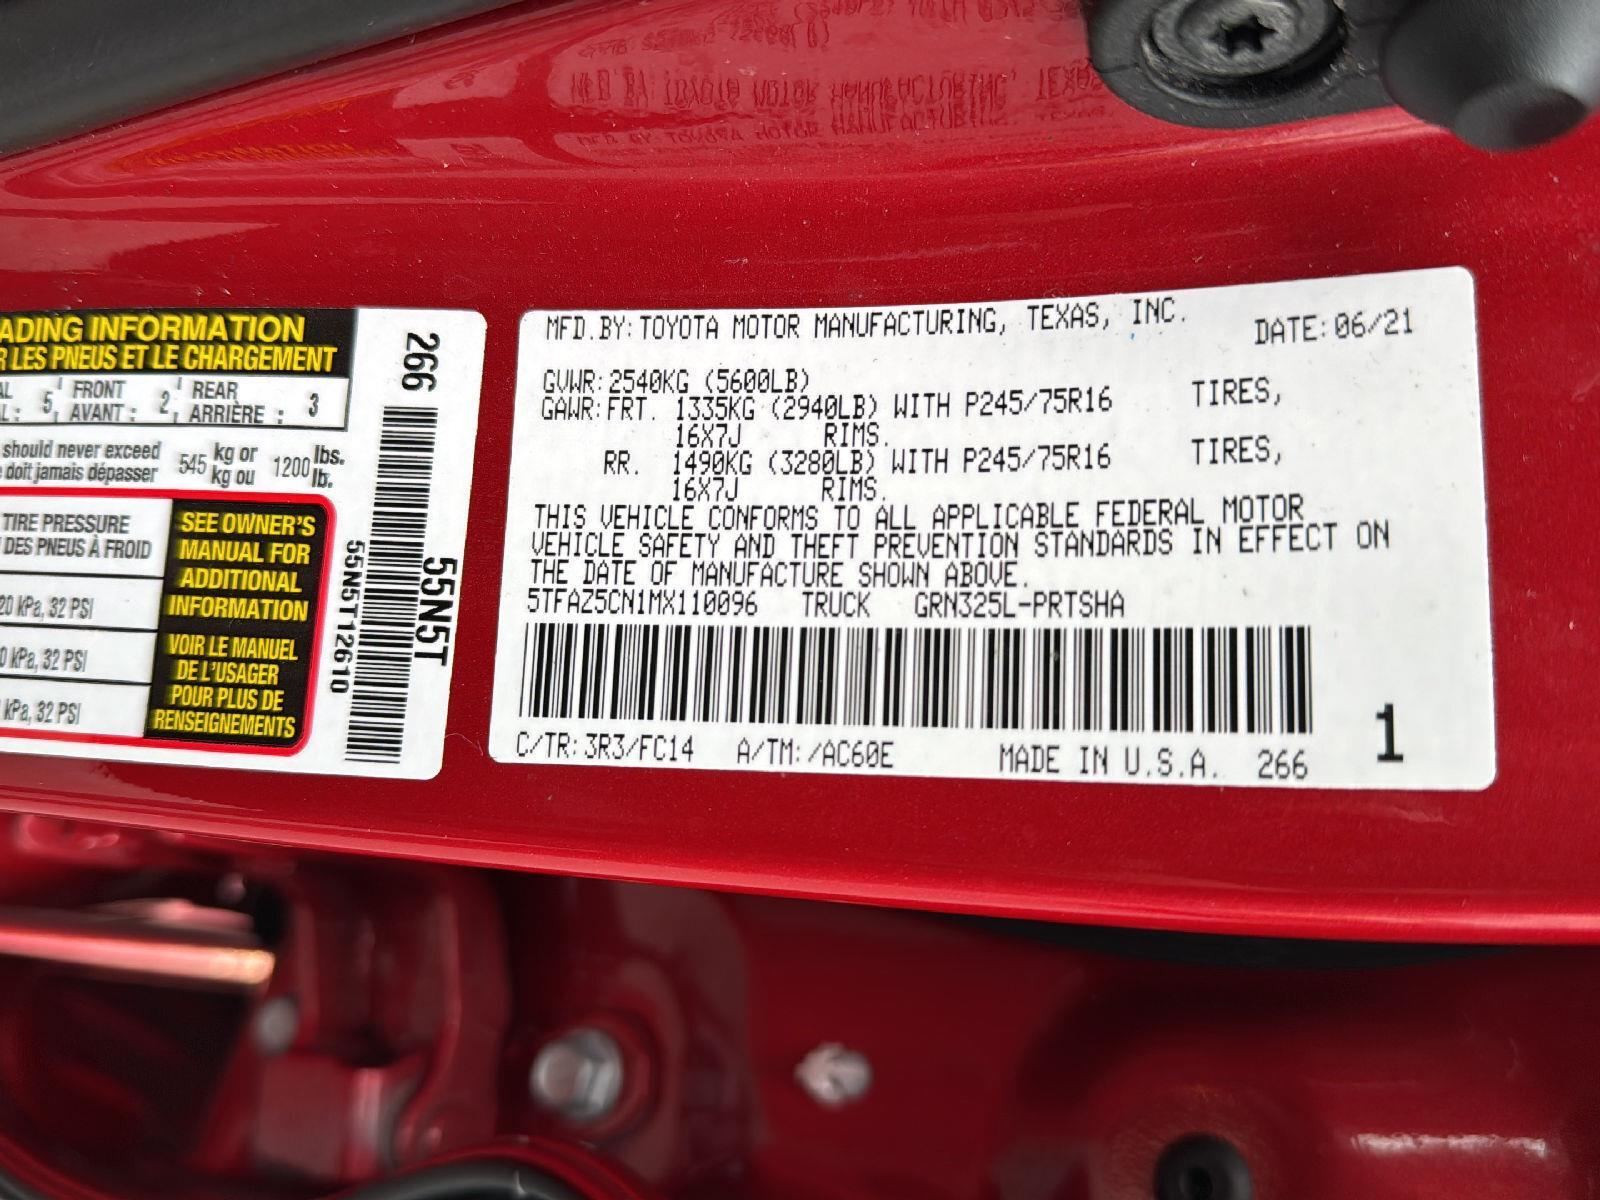 ADING INFORMATION
R LES PNEUS ET LE CHARGEMENT
AL FRONT REAR
L : 5, AVANT : 2, ARRIÈRE : 3
should never exceed 545 kg or 1200 lbs.
e doit jamais dépasser kg ou lb.
TIRE PRESSURE
DES PNEUS À FROID
20 kPa, 32 PSI
0 kPa, 32 PSI
kPa, 32 PSI
SEE OWNER'S
MANUAL FOR
ADDITIONAL
INFORMATION
VOIR LE MANUEL
DE L'USAGER
POUR PLUS DE
RENSEIGNEMENTS
266
55N5T
55N5T12610
MFD.BY:TOYOTA MOTOR MANUFACTURING, TEXAS, INC. DATE:06/21
GVWR:2540KG (5600LB)
GAWR:FRT. 1335KG (2940LB) WITH P245/75R16 TIRES,
16X7J RIMS.
RR. 1490KG (3280LB) WITH P245/75R16 TIRES,
16X7J RIMS.
THIS VEHICLE CONFORMS TO ALL APPLICABLE FEDERAL MOTOR
VEHICLE SAFETY AND THEFT PREVENTION STANDARDS IN EFFECT ON
THE DATE OF MANUFACTURE SHOWN ABOVE.
5TFAZ5CN1MX110096 TRUCK GRN325L-PRTSHA
C/TR:3R3/FC14 A/TM:/AC60E MADE IN U.S.A. 266 1